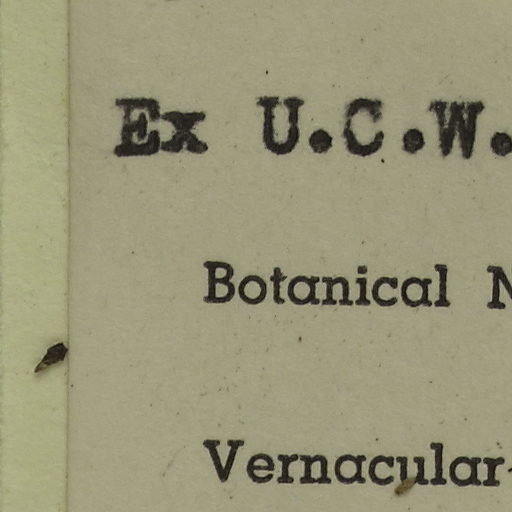 Ex U.C.W.
Botanical N
Vernacular